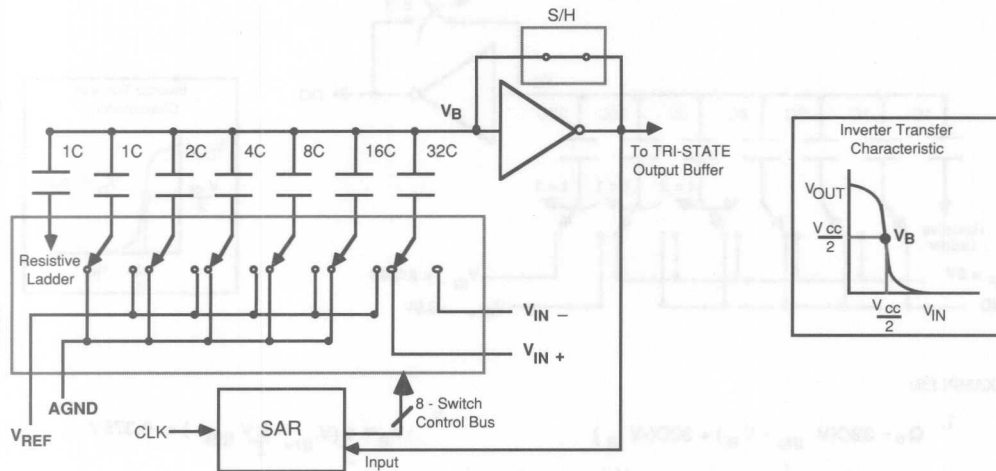 S/H
V_B
1C 1C 2C 4C 8C 16C 32C
To TRI-STATE
Output Buffer
Inverter Transfer
Characteristic
V_OUT
V_CC
2
V_B
V_CC
2
V_IN
Resistive
Ladder
V_IN −
V_IN +
AGND
V_REF
8 - Switch
Control Bus
CLK
SAR
Input